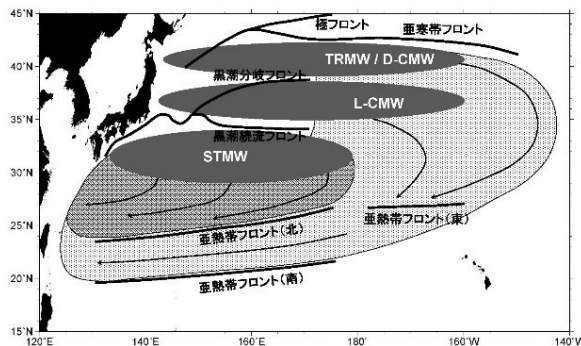 45˚N
極フロント
亜寒帯フロント
TRMW / D-CMW
40˚N
黒潮分岐フロント
L-CMW
35˚N
黒潮続流フロント
STMW
30˚N
亜熱帯フロント(東)
25˚N
亜熱帯フロント(北)
20˚N
亜熱帯フロント(南)
15˚N
120˚E
140˚E
160˚E
180˚
160˚W
140˚W